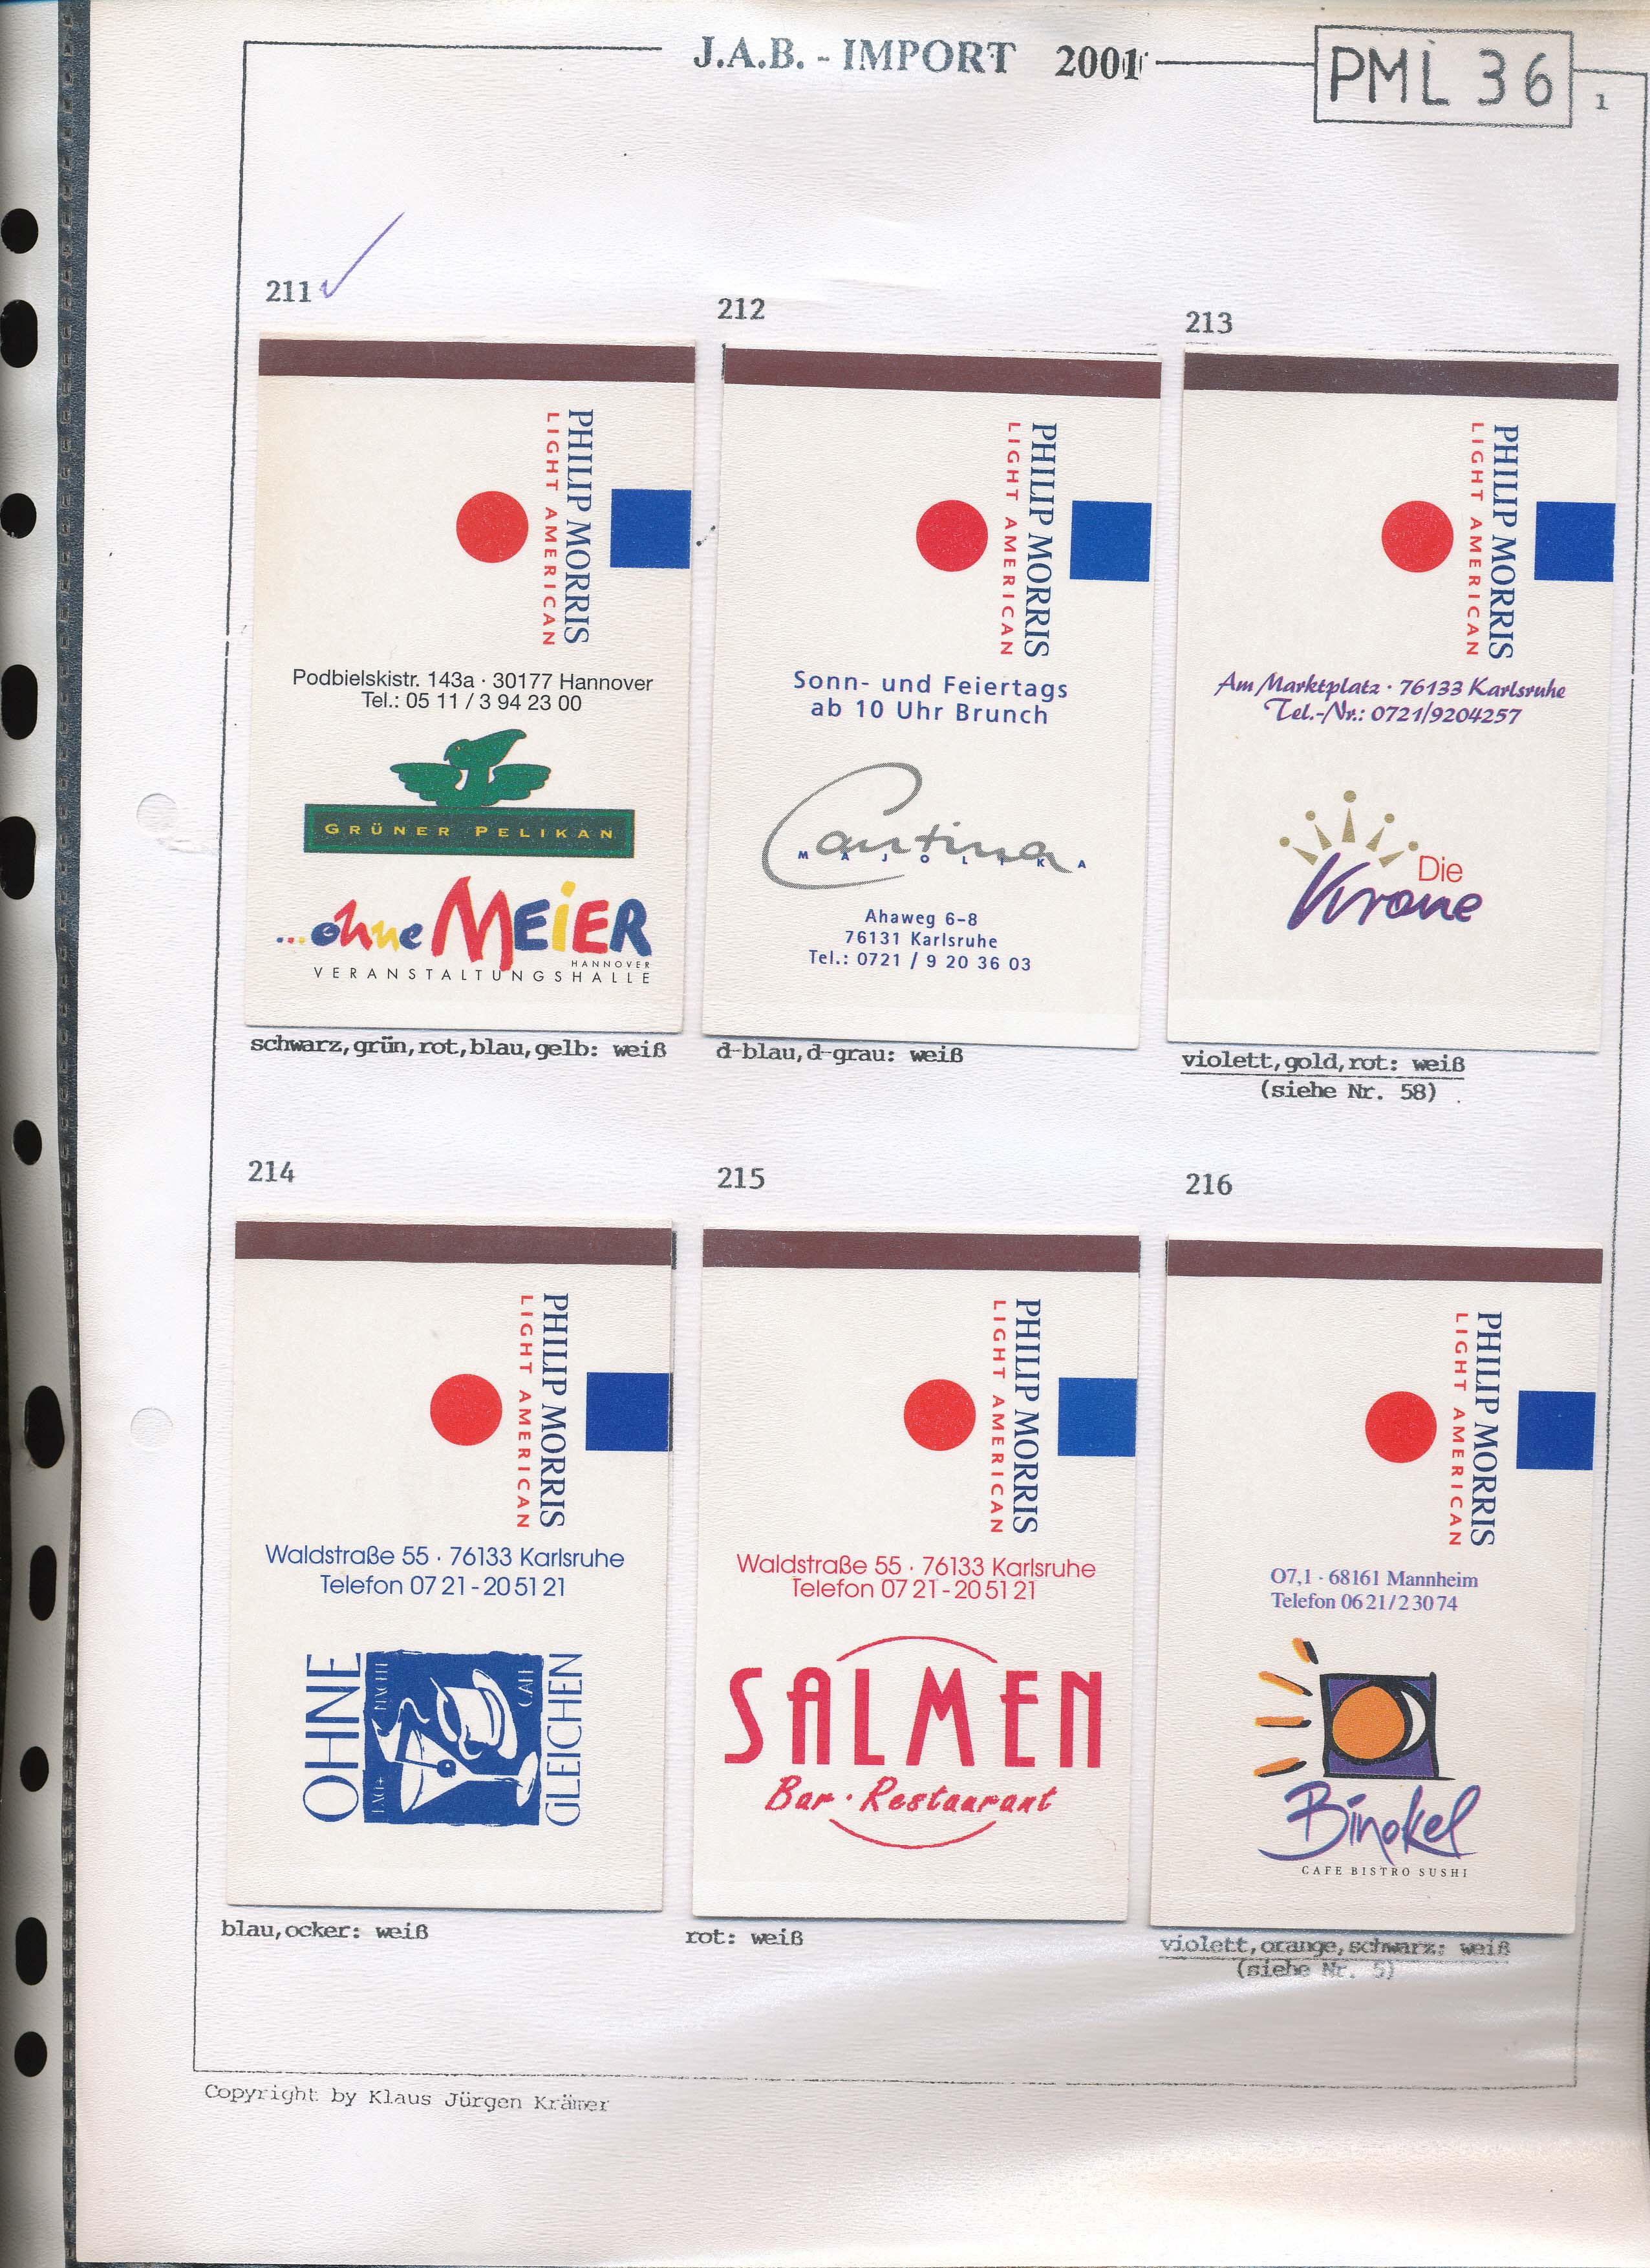 J.A.B. - IMPORT 2001
PML 36
1
211
212
213
PHILIP MORRIS
LIGHT AMERICAN
Podbielskistr. 143a · 30177 Hannover
Tel.: 05 11 / 3 94 23 00
GRÜNER PELIKAN
...ohne MEiER
HANNOVER
VERANSTALTUNGSHALLE
schwarz,grün,rot,blau,gelb: weiß
PHILIP MORRIS
LIGHT AMERICAN
Sonn- und Feiertags
ab 10 Uhr Brunch
Cantina
MAJOLIKA
Ahaweg 6-8
76131 Karlsruhe
Tel.: 0721 / 9 20 36 03
d-blau,d-grau: weiß
PHILIP MORRIS
LIGHT AMERICAN
Am Marktplatz · 76133 Karlsruhe
Tel.-Nr.: 0721/9204257
Die
Krone
violett,gold,rot: weiß
(siehe Nr. 58)
214
215
216
PHILIP MORRIS
LIGHT AMERICAN
Waldstraße 55 · 76133 Karlsruhe
Telefon 07 21 - 20 51 21
OHNE
CAFE
GLEICHEN
blau,ocker: weiß
PHILIP MORRIS
LIGHT AMERICAN
Waldstraße 55 · 76133 Karlsruhe
Telefon 07 21 - 20 51 21
SALMEN
Bar · Restaurant
rot: weiß
PHILIP MORRIS
LIGHT AMERICAN
O7,1 · 68161 Mannheim
Telefon 06 21/2 30 74
Binokel
CAFE BISTRO SUSHI
violett,orange,schwarz: weiß
(siehe Nr. 5)
Copyright by Klaus Jürgen Krämer